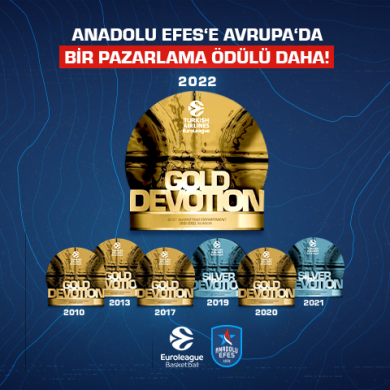 ANADOLU EFES‘E AVRUPA‘DA
BİR PAZARLAMA ÖDÜLÜ DAHA!
2022
TURKISH
AIRLINES
EuroLeague
GOLD
DEVOTION
GOLD
DEVOTION
2010
GOLD
DEVOTION
2013
GOLD
DEVOTION
2017
SILVER
DEVOTION
2019
GOLD
DEVOTION
2020
SILVER
DEVOTION
2021
Euroleague
Basketball
ANADOLU
EFES